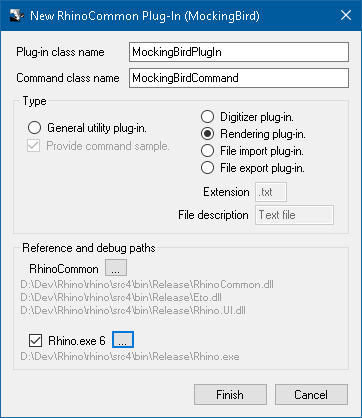 New RhinoCommon Plug-In (MockingBird)
Plug-in class name
MockingBirdPlugIn
Command class name
MockingBirdCommand
Type
General utility plug-in.
Provide command sample.
Digitizer plug-in.
Rendering plug-in.
File import plug-in.
File export plug-in.
Extension
.txt
File description
Text file
Reference and debug paths
RhinoCommon
...
D:\Dev\Rhino\rhino\src4\bin\Release\RhinoCommon.dll
D:\Dev\Rhino\rhino\src4\bin\Release\Eto.dll
D:\Dev\Rhino\rhino\src4\bin\Release\Rhino.UI.dll
Rhino.exe 6
...
D:\Dev\Rhino\rhino\src4\bin\Release\Rhino.exe
Finish
Cancel